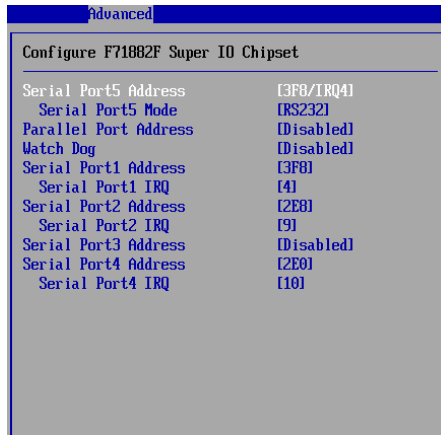 Advanced
Configure F71882F Super IO Chipset
Serial Port5 Address [3F8/IRQ4]
Serial Port5 Mode [RS232]
Parallel Port Address [Disabled]
Watch Dog [Disabled]
Serial Port1 Address [3F8]
Serial Port1 IRQ [4]
Serial Port2 Address [2E8]
Serial Port2 IRQ [9]
Serial Port3 Address [Disabled]
Serial Port4 Address [2E0]
Serial Port4 IRQ [10]